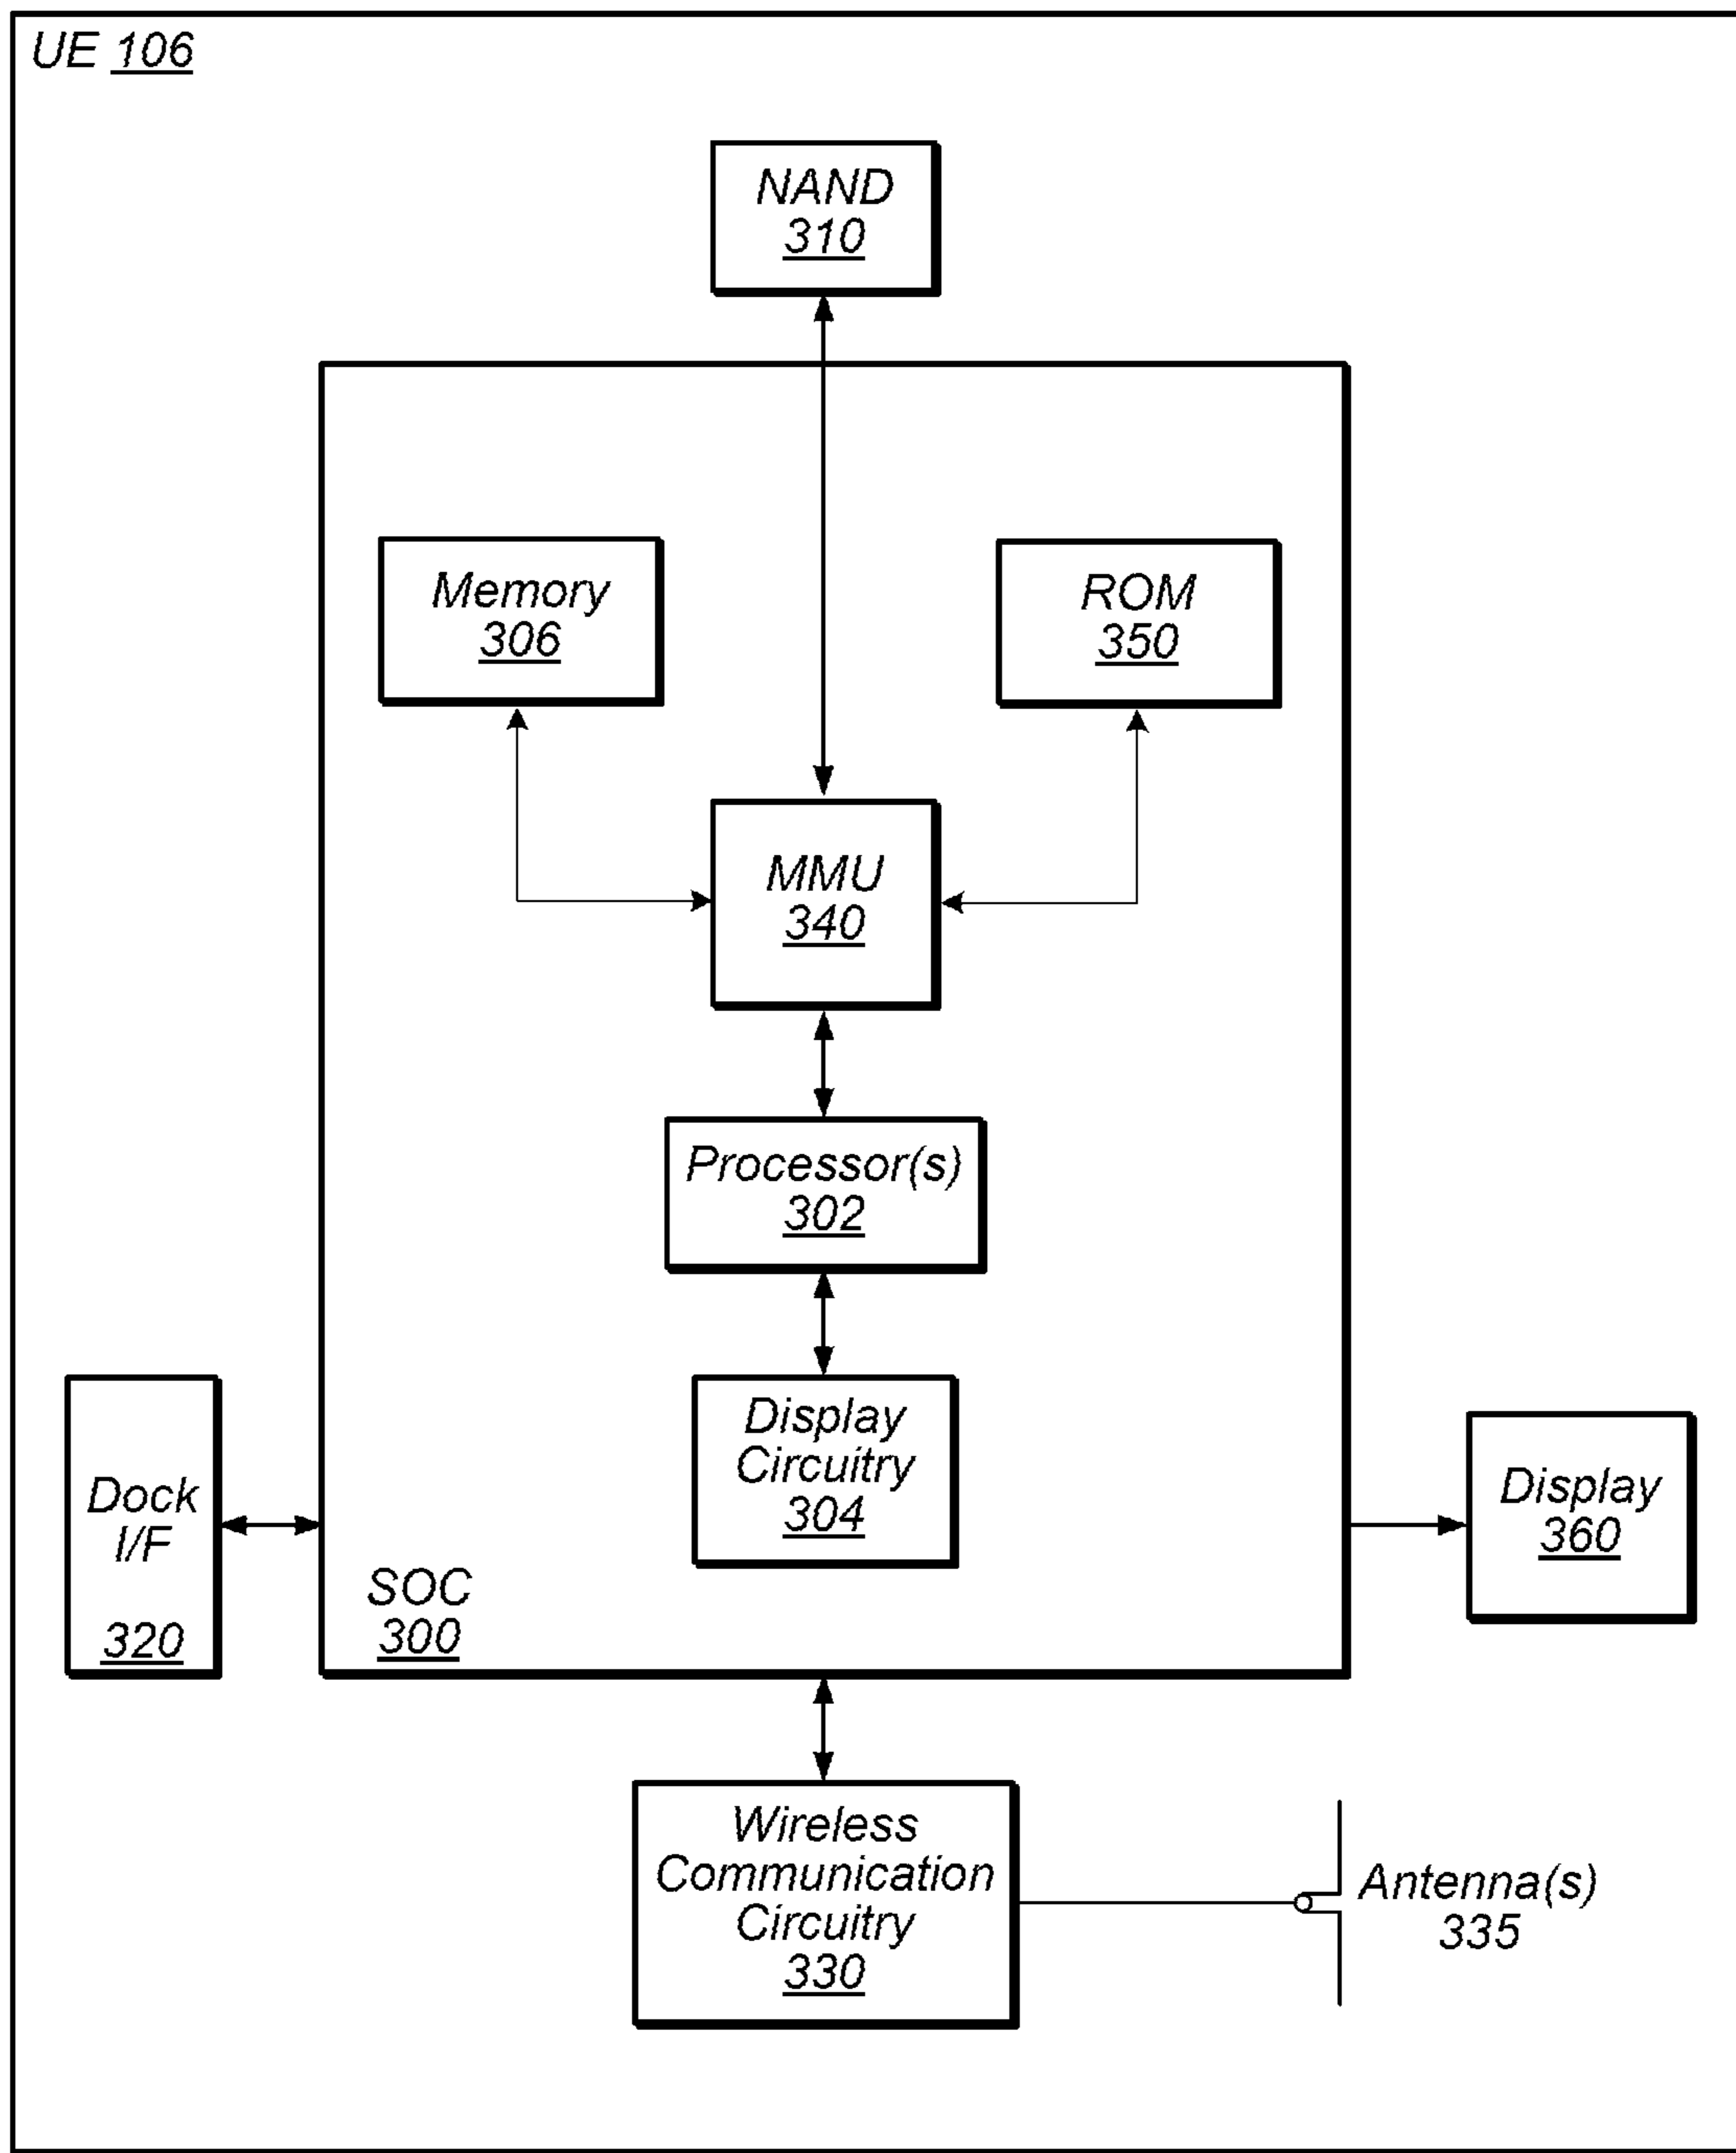 UE 106
NAND
310
Memory
306
ROM
350
MMU
340
Processor(s)
302
Display
Circuitry
304
Dock
I/F
320
SOC
300
Display
360
Wireless
Communication
Circuitry
330
Antenna(s)
335